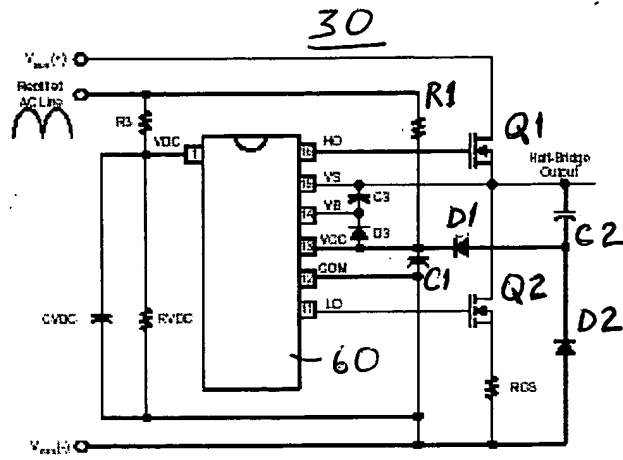 30
Rectified
AC Line
R1
R3
VDC
1
HO
16
Q1
Half-Bridge
Output
VS
15
C3
VB
14
D3
VCC
13
D1
C2
COM
12
C1
Q2
LO
11
D2
CVDC
RVDC
60
RCS